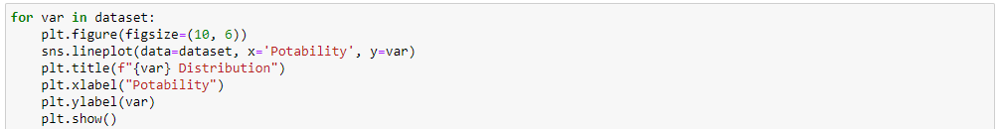 for var in dataset:
    plt.figure(figsize=(10, 6))
    sns.lineplot(data=dataset, x='Potability', y=var)
    plt.title(f"{var} Distribution")
    plt.xlabel("Potability")
    plt.ylabel(var)
    plt.show()